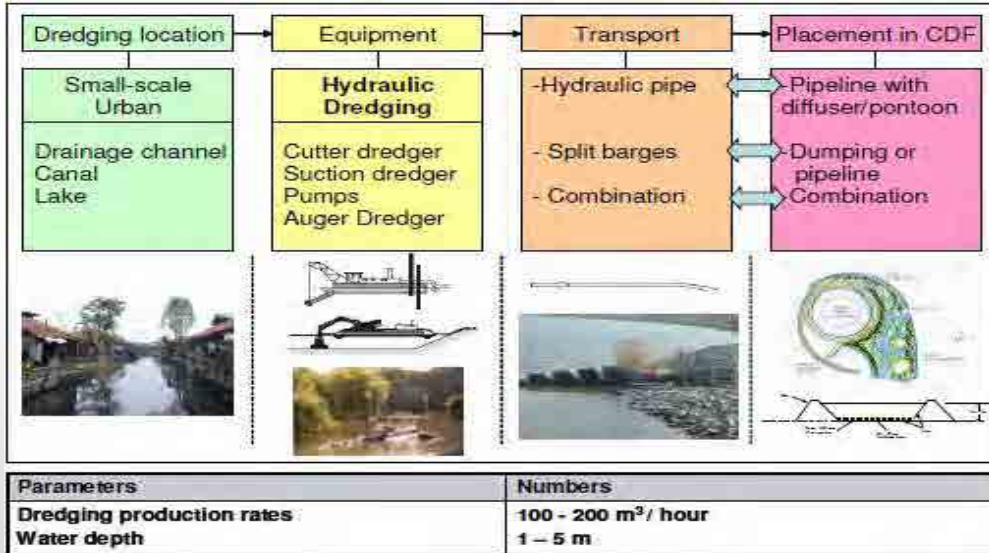 Dredging location
Equipment
Transport
Placement in CDF
Small-scale
Urban
Drainage channel
Canal
Lake
Hydraulic
Dredging
Cutter dredger
Suction dredger
Pumps
Auger Dredger
-Hydraulic pipe
- Split barges
- Combination
-Pipeline with
diffuser/pontoon
-Dumping or
pipeline
-Combination
Parameters
Numbers
Dredging production rates
100 - 200 m³/ hour
Water depth
1 – 5 m